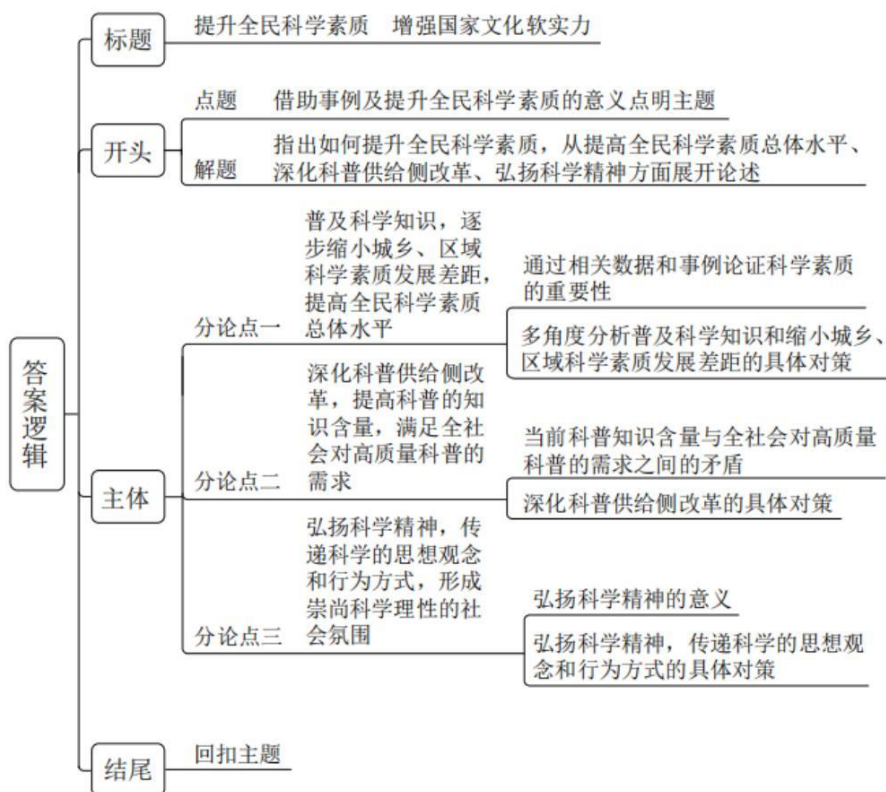 标题
提升全民科学素质 增强国家文化软实力
开头
点题
借助事例及提升全民科学素质的意义点明主题
解题
指出如何提升全民科学素质，从提高全民科学素质总体水平、
深化科普供给侧改革、弘扬科学精神方面展开论述
答案逻辑
主体
分论点一
普及科学知识，逐
步缩小城乡、区域
科学素质发展差距，
提高全民科学素质
总体水平
通过相关数据和事例论证科学素质
的重要性
多角度分析普及科学知识和缩小城乡、
区域科学素质发展差距的具体对策
分论点二
深化科普供给侧改
革，提高科普的知
识含量，满足全社
会对高质量科普的
需求
当前科普知识含量与全社会对高质量
科普的需求之间的矛盾
深化科普供给侧改革的具体对策
分论点三
弘扬科学精神，传
递科学的思想观念
和行为方式，形成
崇尚科学理性的社
会氛围
弘扬科学精神的意义
弘扬科学精神，传递科学的思想观
念和行为方式的具体对策
结尾
回扣主题